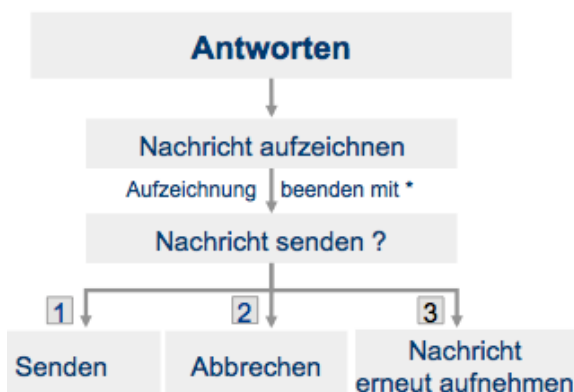 Antworten
Nachricht aufzeichnen
Aufzeichnung beenden mit *
Nachricht senden ?
1 2 3
Senden Abbrechen Nachricht
erneut aufnehmen